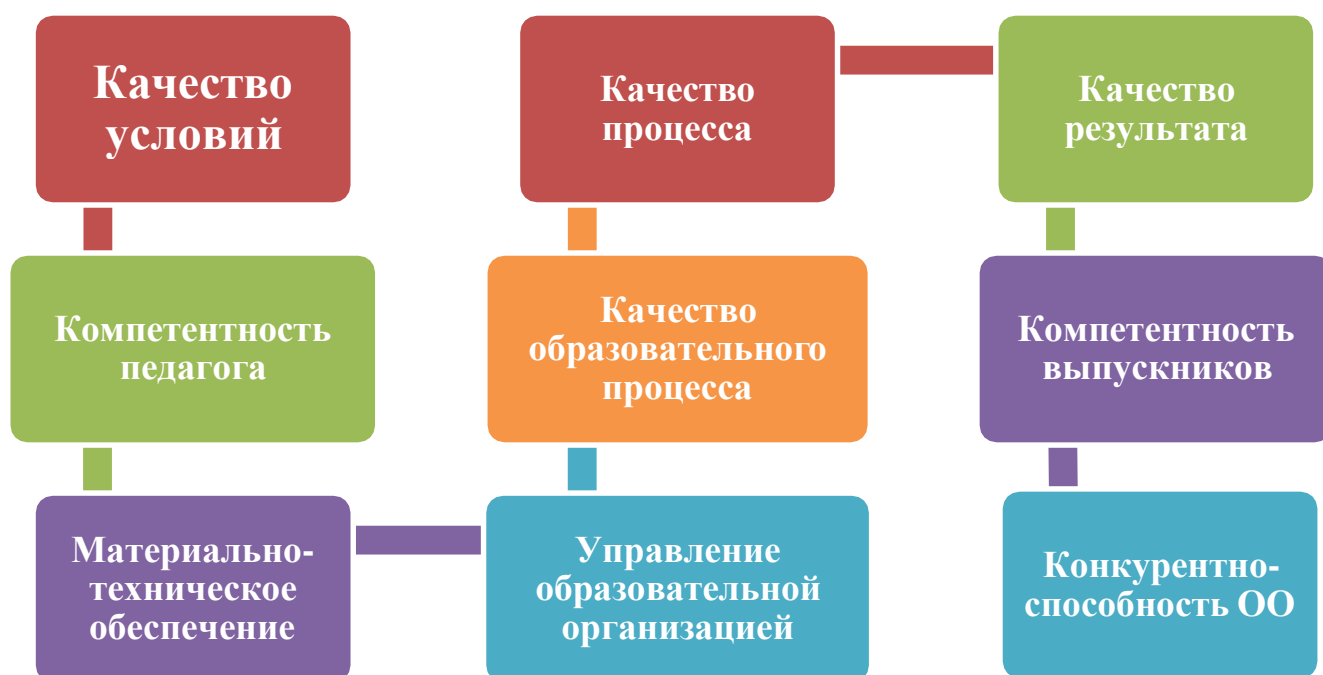 Качество
условий
Качество
процесса
Качество
результата
Компетентность
педагога
Качество
образовательного
процесса
Компетентность
выпускников
Материально-
техническое
обеспечение
Управление
образовательной
организацией
Конкурентно-
способность ОО